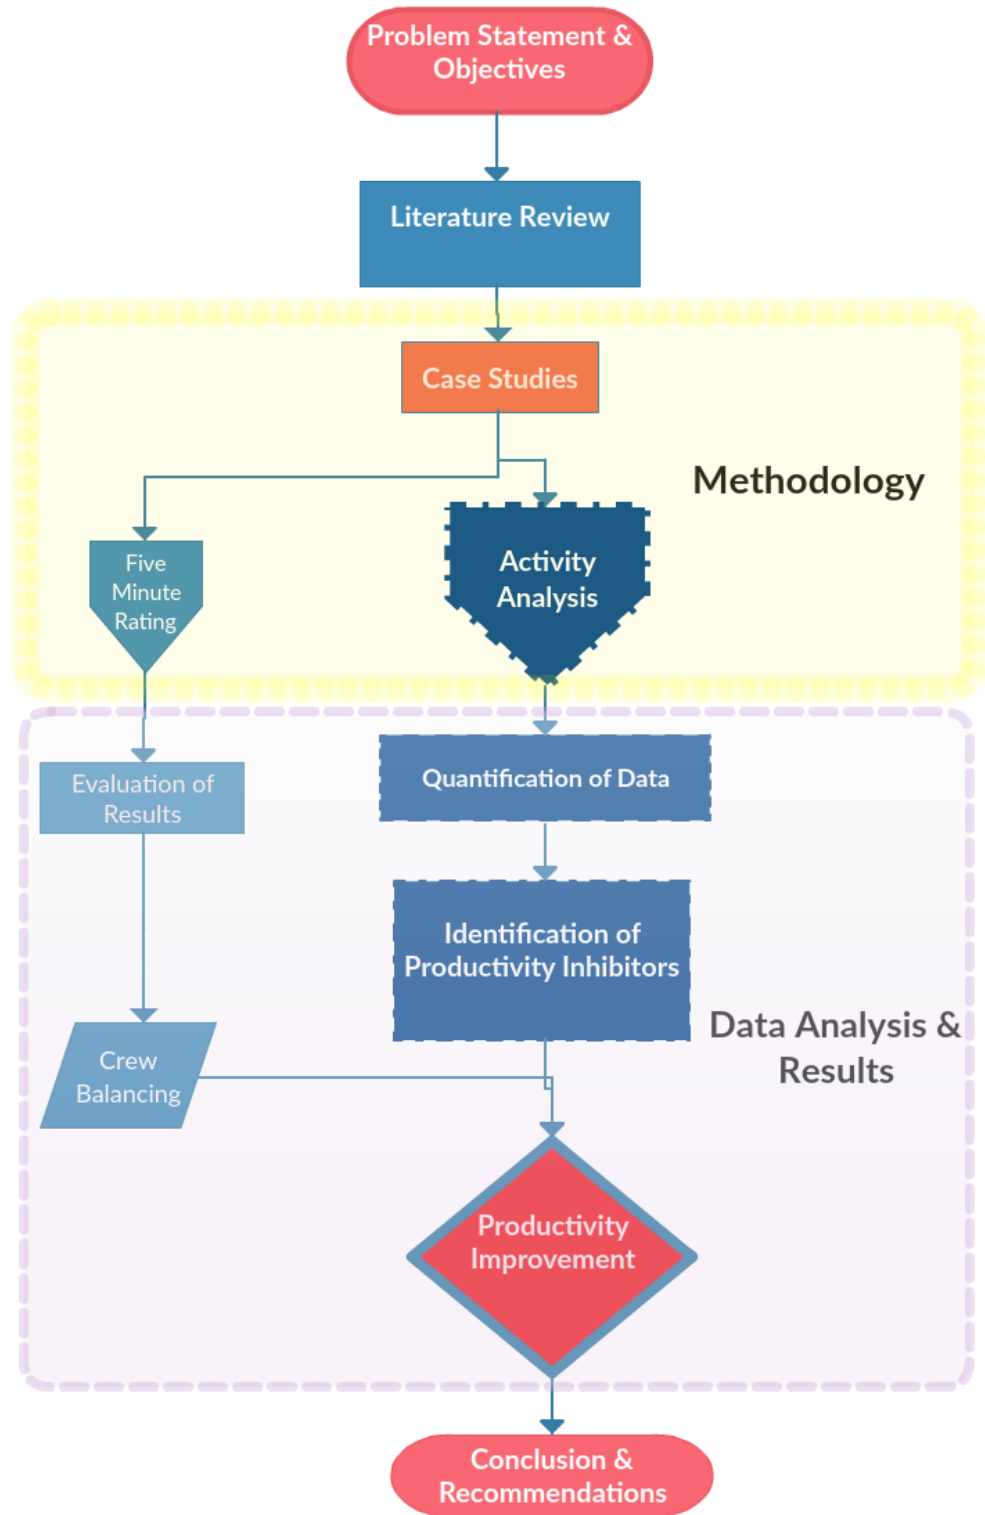 Problem Statement &
Objectives
Literature Review
Case Studies
Methodology
Five
Minute
Rating
Activity
Analysis
Evaluation of
Results
Quantification of Data
Identification of
Productivity Inhibitors
Data Analysis &
Results
Crew
Balancing
Productivity
Improvement
Conclusion &
Recommendations